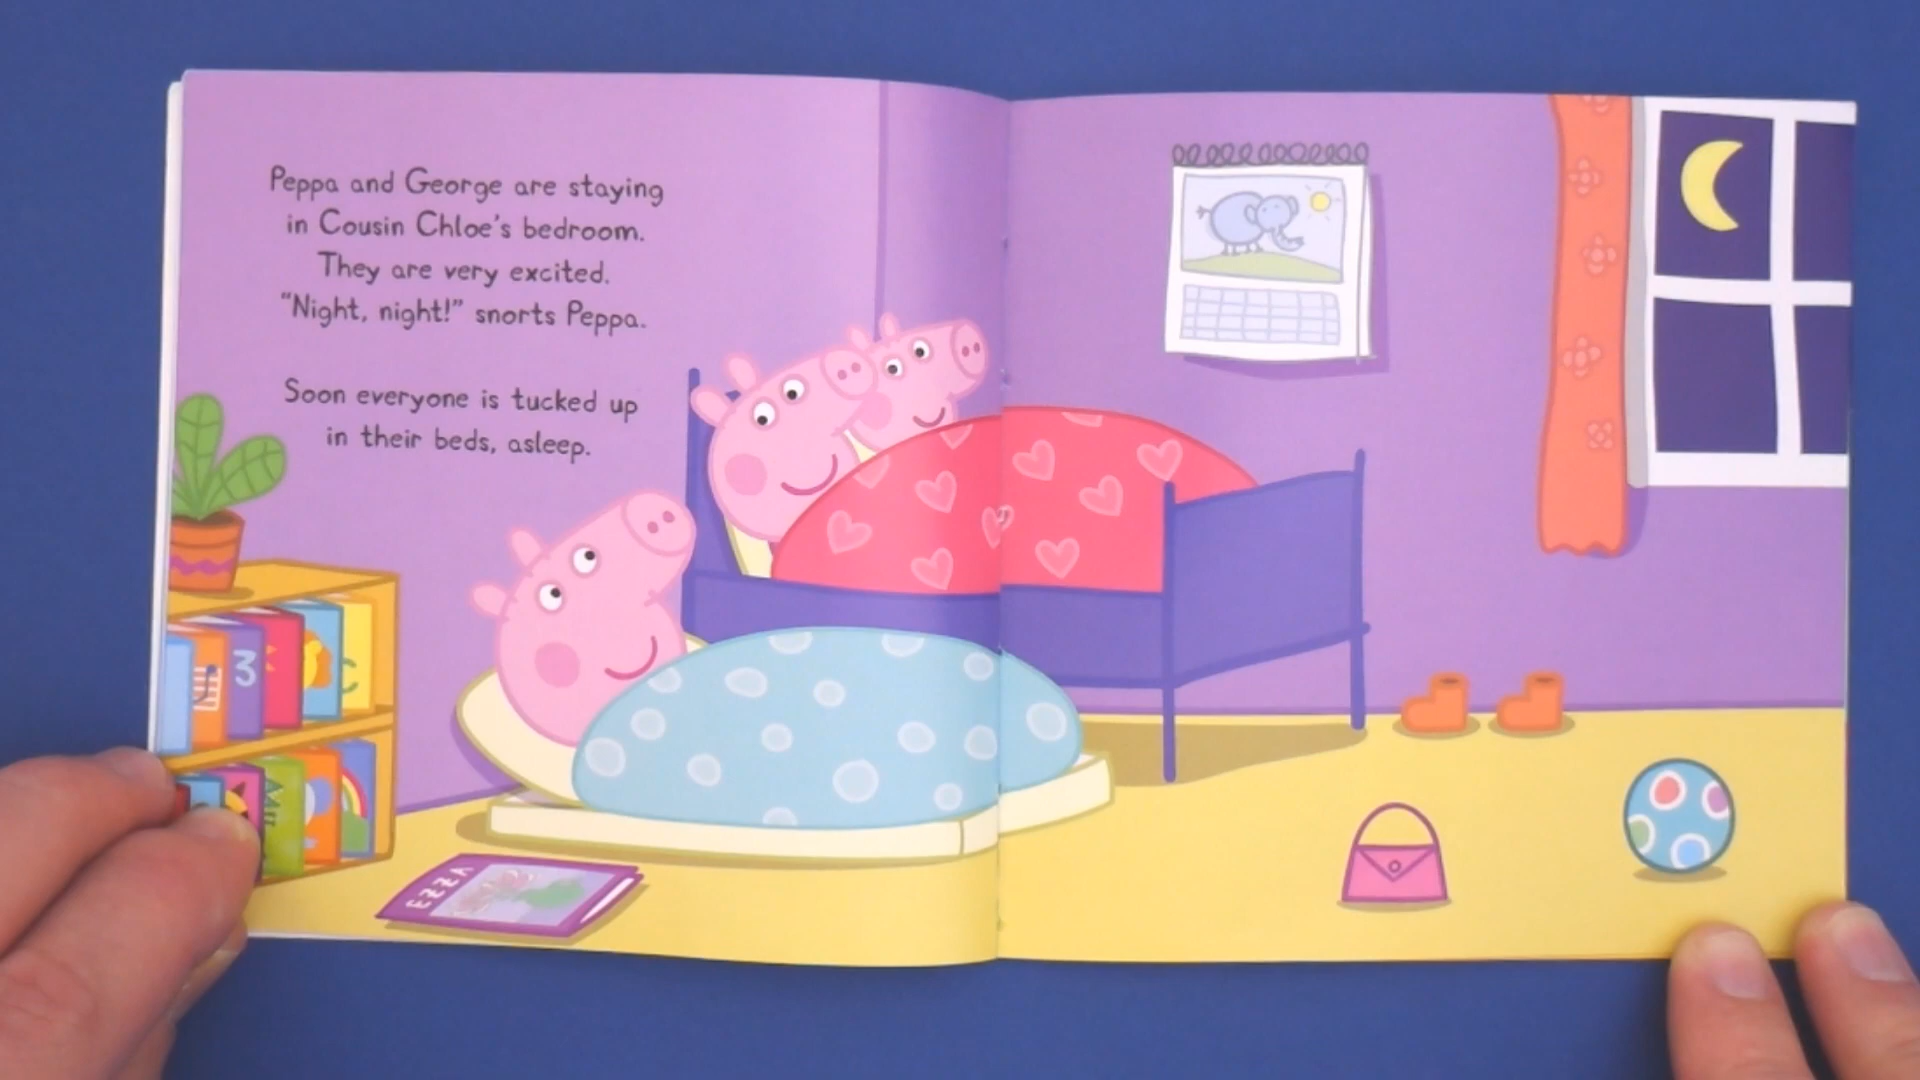 Peppa and George are staying
in Cousin Chloe's bedroom.
They are very excited.
"Night, night!" snorts Peppa.
Soon everyone is tucked up
in their beds, asleep.
3